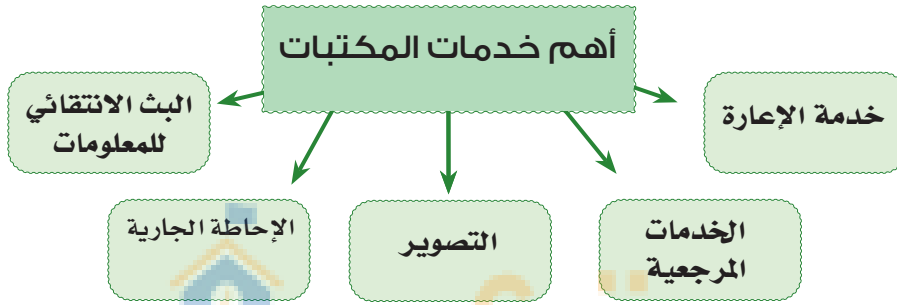 أهم خدمات المكتبات
خدمة الإعارة
الخدمات
المرجعية
التصوير
الإحاطة الجارية
البث الانتقائي
للمعلومات